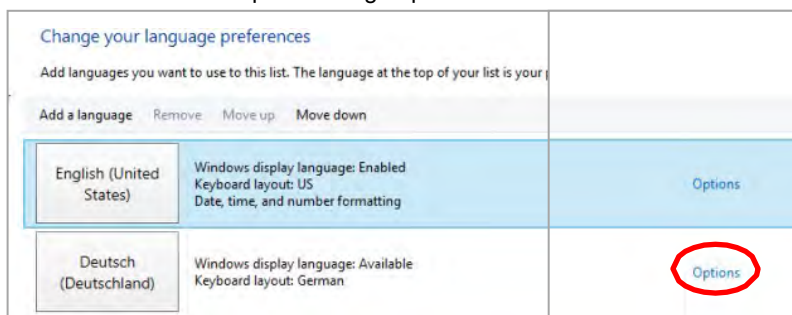 Change your language preferences
Add languages you want to use to this list. The language at the top of your list is your
Add a language Remove Move up Move down
English (United
States)
Windows display language: Enabled
Keyboard layout: US
Date, time, and number formatting
Options
Deutsch
(Deutschland)
Windows display language: Available
Keyboard layout: German
Options